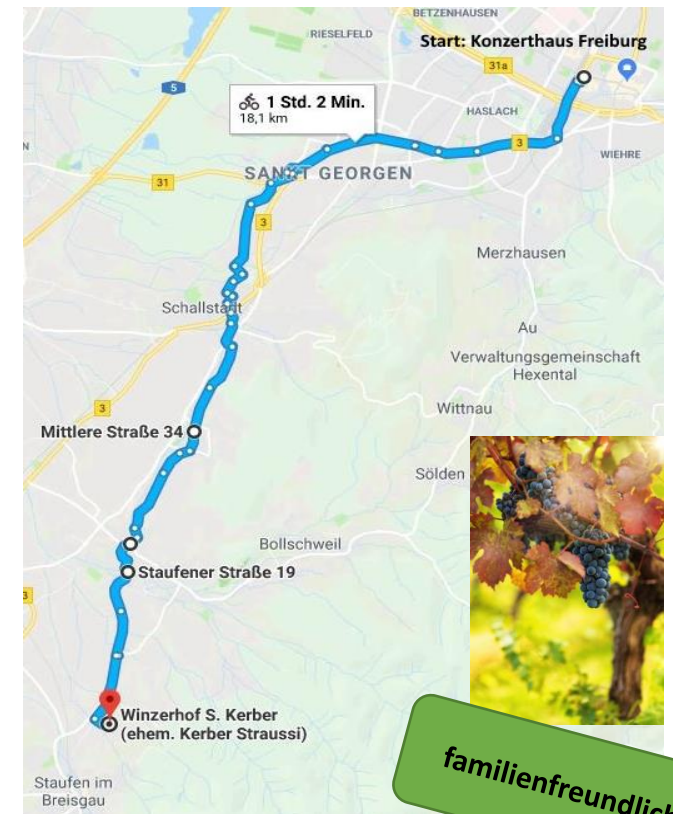 BETZENHAUSEN
RIESELFELD
Start: Konzerthaus Freiburg
31a
5
1 Std. 2 Min.
18,1 km
HASLACH
3
WIEHRE
SANKT GEORGEN
31
3
Merzhausen
Schallstadt
Au
Verwaltungsgemeinschaft
Hexental
3
Wittnau
Mittlere Straße 34
Sölden
Bollschweil
Staufener Straße 19
3
Winzerhof S. Kerber
(ehem. Kerber Straussi)
Staufen im
Breisgau
familienfreundlich